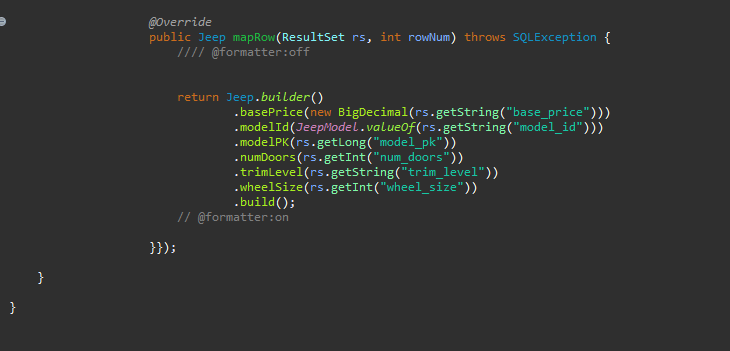 @Override
public Jeep mapRow(ResultSet rs, int rowNum) throws SQLException {
//// @formatter:off
return Jeep.builder()
.basePrice(new BigDecimal(rs.getString("base_price")))
.modelId(JeepModel.valueOf(rs.getString("model_id")))
.modelPK(rs.getLong("model_pk"))
.numDoors(rs.getInt("num_doors"))
.trimLevel(rs.getString("trim_level"))
.wheelSize(rs.getInt("wheel_size"))
.build();
// @formatter:on
}});
}
}